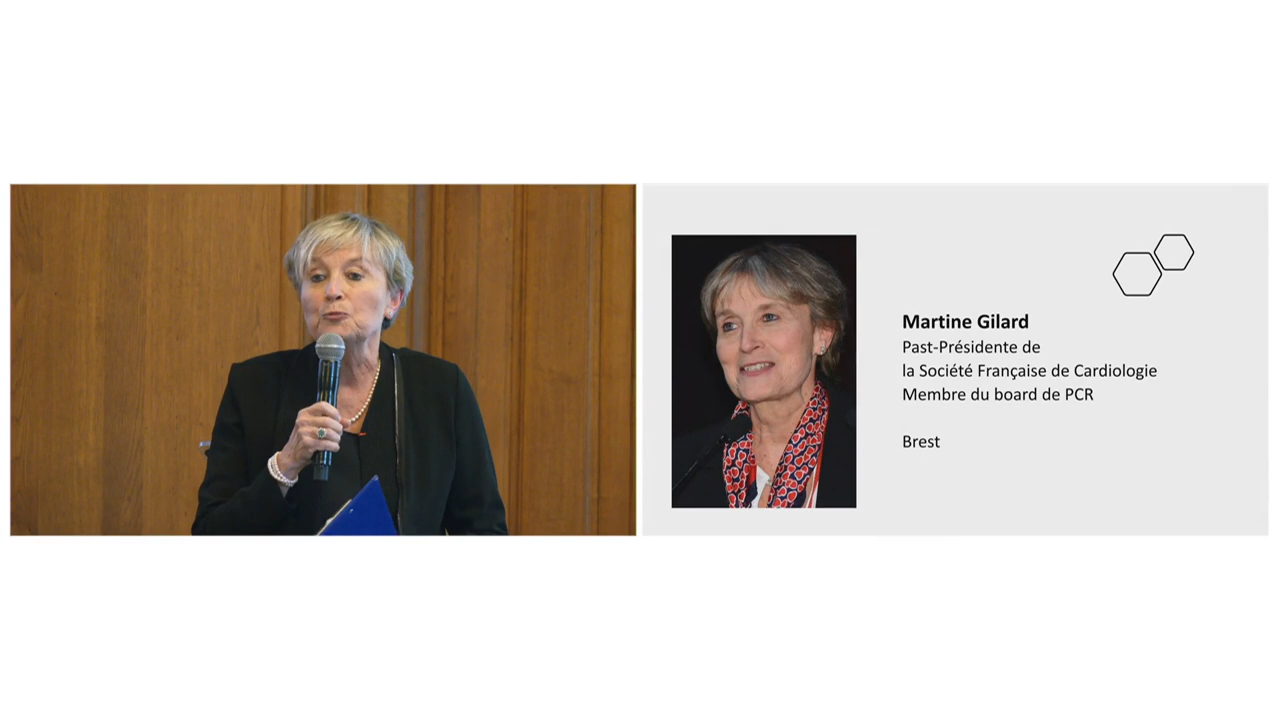 Martine Gilard
Past-Présidente de
la Société Française de Cardiologie
Membre du board de PCR
Brest